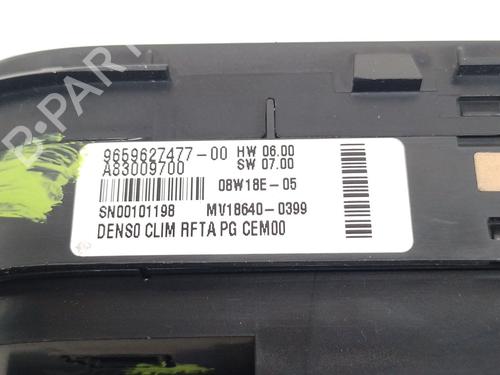 B-PARTS
9659627477-00 HW 06.00
A83009700 SW 07.00
08W18E-05
SN00101198 MV18640-0399
DENSO CLIM RFTA PG CEM00